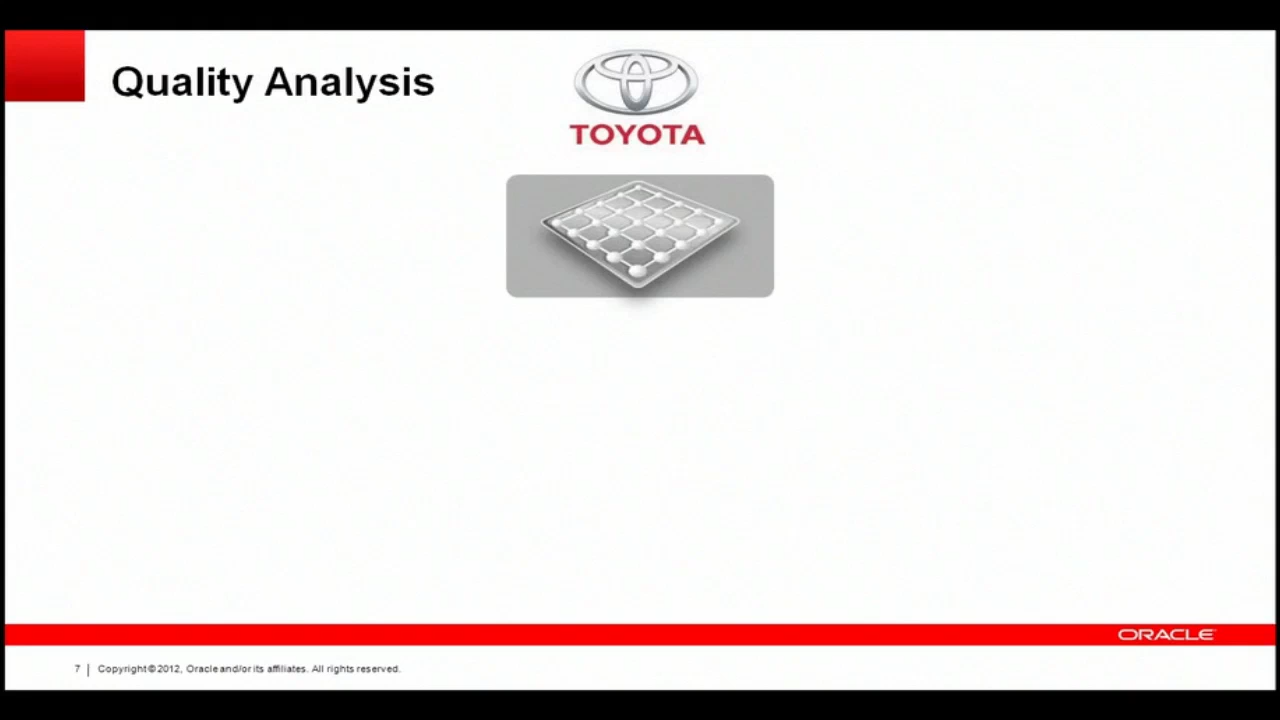 Quality Analysis
TOYOTA
ORACLE
7 | Copyright © 2012, Oracle and/or its affiliates. All rights reserved.